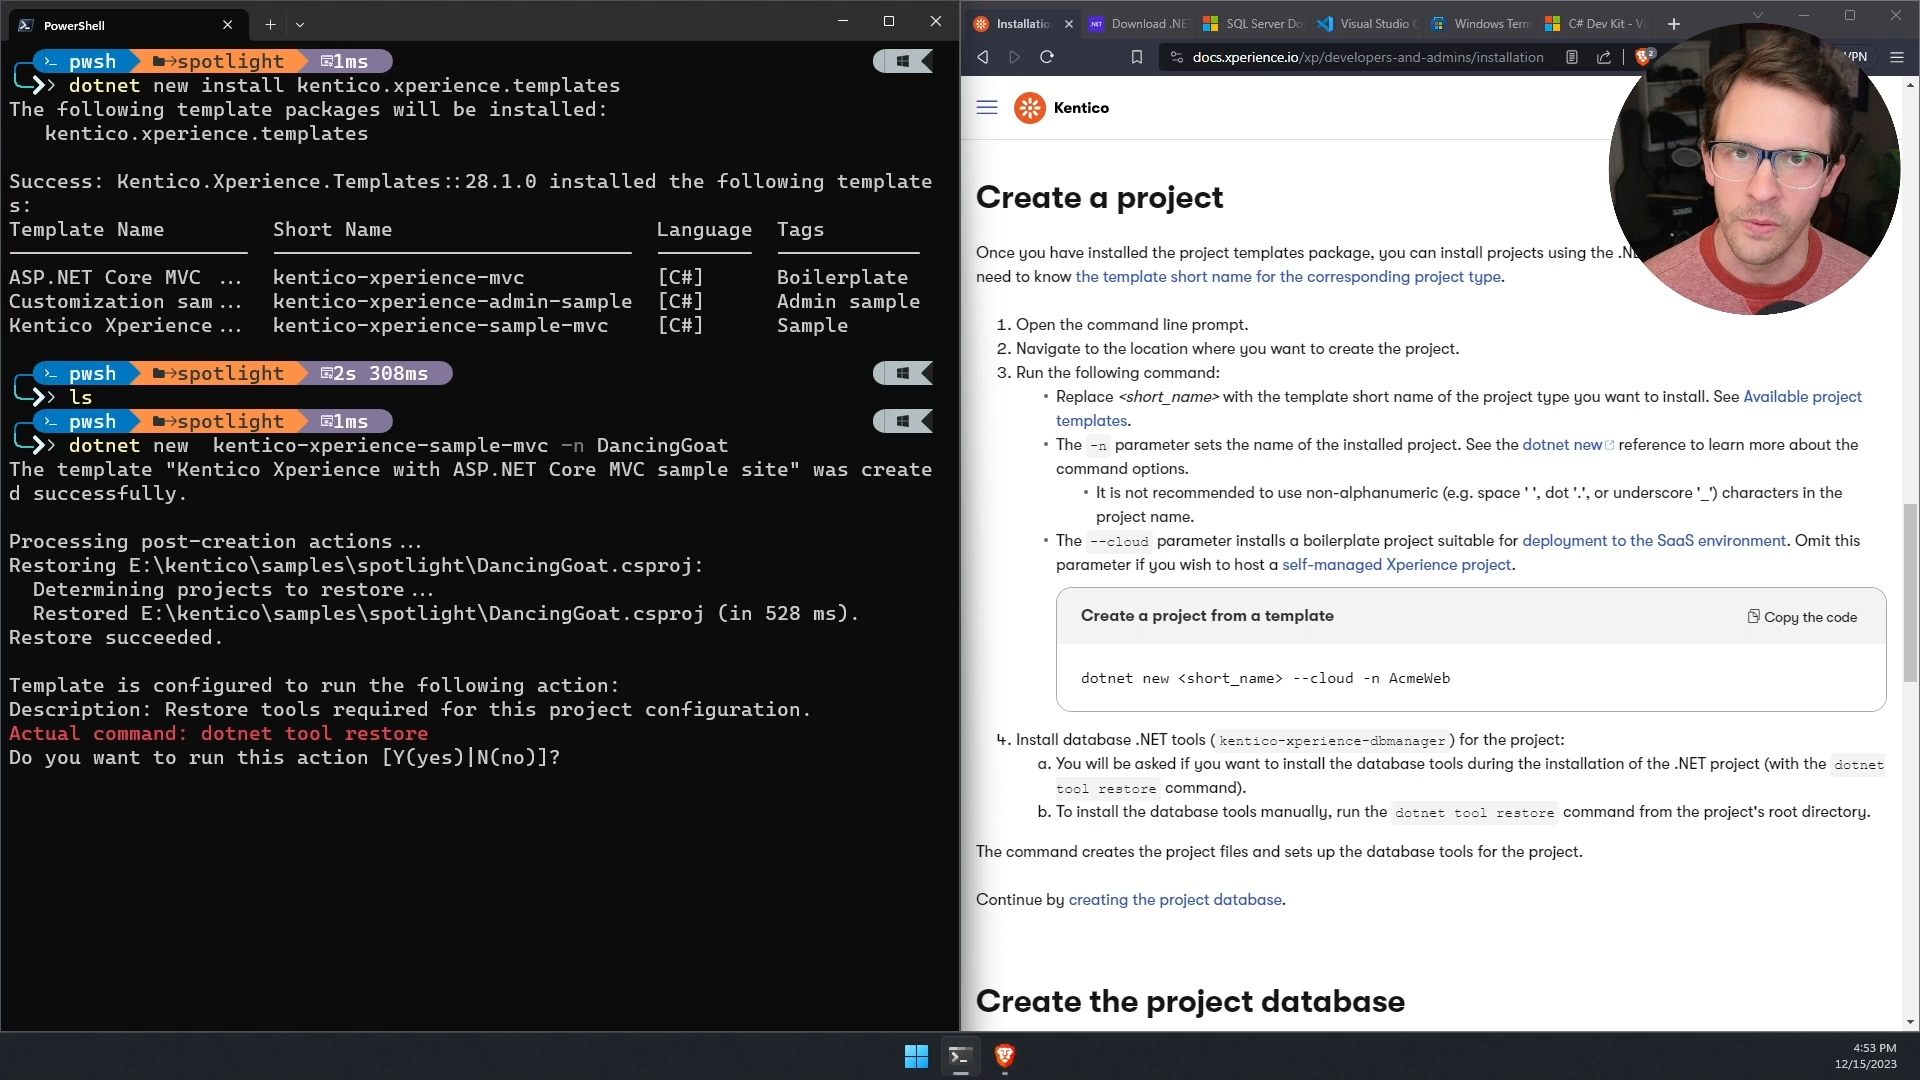 PowerShell
pwsh spotlight 1ms
dotnet new install kentico.xperience.templates
The following template packages will be installed:
kentico.xperience.templates
Success: Kentico.Xperience.Templates::28.1.0 installed the following template
s:
Template Name Short Name Language Tags
ASP.NET Core MVC ... kentico-xperience-mvc [C#] Boilerplate
Customization sam... kentico-xperience-admin-sample [C#] Admin sample
Kentico Xperience... kentico-xperience-sample-mvc [C#] Sample
pwsh spotlight 2s 308ms
ls
pwsh spotlight 1ms
dotnet new  kentico-xperience-sample-mvc -n DancingGoat
The template "Kentico Xperience with ASP.NET Core MVC sample site" was create
d successfully.
Processing post-creation actions...
Restoring E:\kentico\samples\spotlight\DancingGoat.csproj:
Determining projects to restore...
Restored E:\kentico\samples\spotlight\DancingGoat.csproj (in 528 ms).
Restore succeeded.
Template is configured to run the following action:
Description: Restore tools required for this project configuration.
Actual command: dotnet tool restore
Do you want to run this action [Y(yes)|N(no)]?
Installatio Download .NE SQL Server Do Visual Studio C Windows Term C# Dev Kit - Vi
docs.xperience.io/xp/developers-and-admins/installation 2 VPN
Kentico
Create a project
Once you have installed the project templates package, you can install projects using the
need to know the template short name for the corresponding project type.
1. Open the command line prompt.
2. Navigate to the location where you want to create the project.
3. Run the following command:
• Replace <short_name> with the template short name of the project type you want to install. See Available project
templates.
• The -n parameter sets the name of the installed project. See the dotnet new reference to learn more about the
command options.
• It is not recommended to use non-alphanumeric (e.g. space ' ', dot '.', or underscore '_') characters in the
project name.
• The --cloud parameter installs a boilerplate project suitable for deployment to the SaaS environment. Omit this
parameter if you wish to host a self-managed Xperience project.
Create a project from a template Copy the code
dotnet new <short_name> --cloud -n AcmeWeb
4. Install database .NET tools (kentico-xperience-dbmanager) for the project:
a. You will be asked if you want to install the database tools during the installation of the .NET project (with the dotnet
tool restore command).
b. To install the database tools manually, run the dotnet tool restore command from the project's root directory.
The command creates the project files and sets up the database tools for the project.
Continue by creating the project database.
Create the project database
4:53 PM
12/15/2023